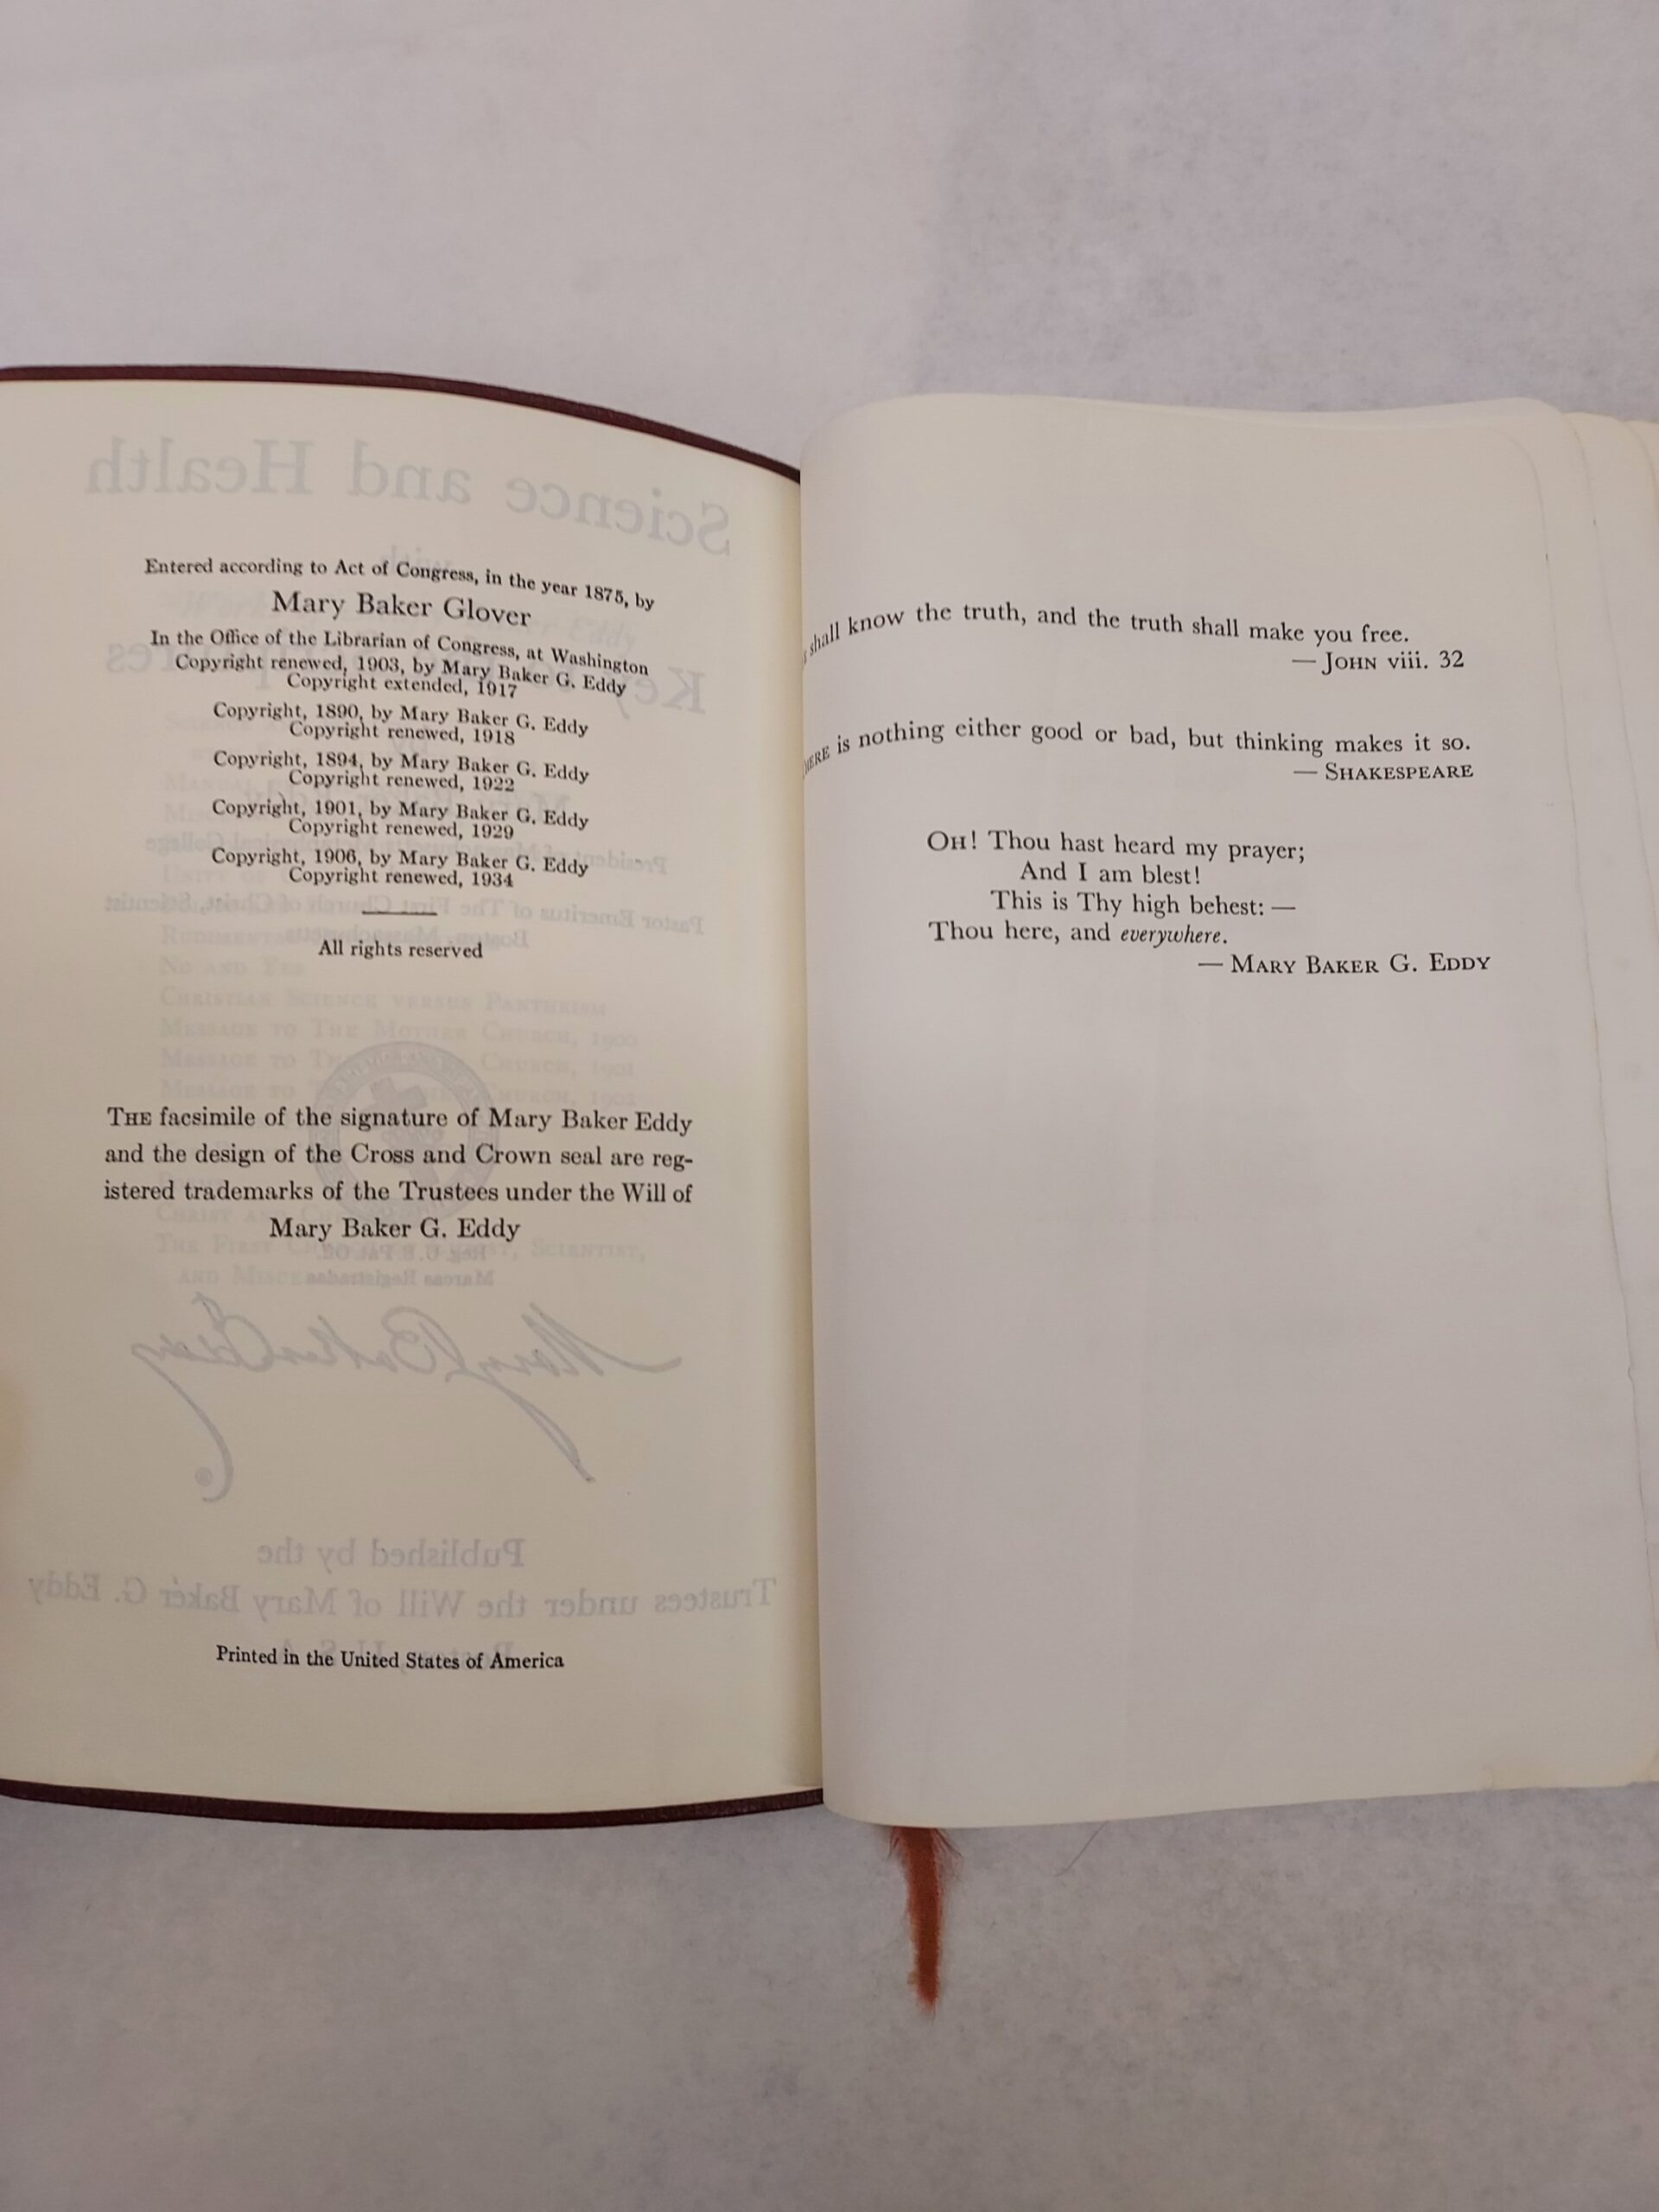 Entered according to Act of Congress, in the year 1875, by
Mary Baker Glover
In the Office of the Librarian of Congress, at Washington
Copyright renewed, 1903, by Mary Baker G. Eddy
Copyright extended, 1917
Copyright, 1890, by Mary Baker G. Eddy
Copyright renewed, 1918
Copyright, 1894, by Mary Baker G. Eddy
Copyright renewed, 1922
Copyright, 1901, by Mary Baker G. Eddy
Copyright renewed, 1929
Copyright, 1906, by Mary Baker G. Eddy
Copyright renewed, 1934
All rights reserved
THE facsimile of the signature of Mary Baker Eddy
and the design of the Cross and Crown seal are reg-
istered trademarks of the Trustees under the Will of
Mary Baker G. Eddy
Printed in the United States of America
shall know the truth, and the truth shall make you free.
— JOHN viii. 32
is nothing either good or bad, but thinking makes it so.
— SHAKESPEARE
OH! Thou hast heard my prayer;
And I am blest!
This is Thy high behest: —
Thou here, and everywhere.
— MARY BAKER G. EDDY